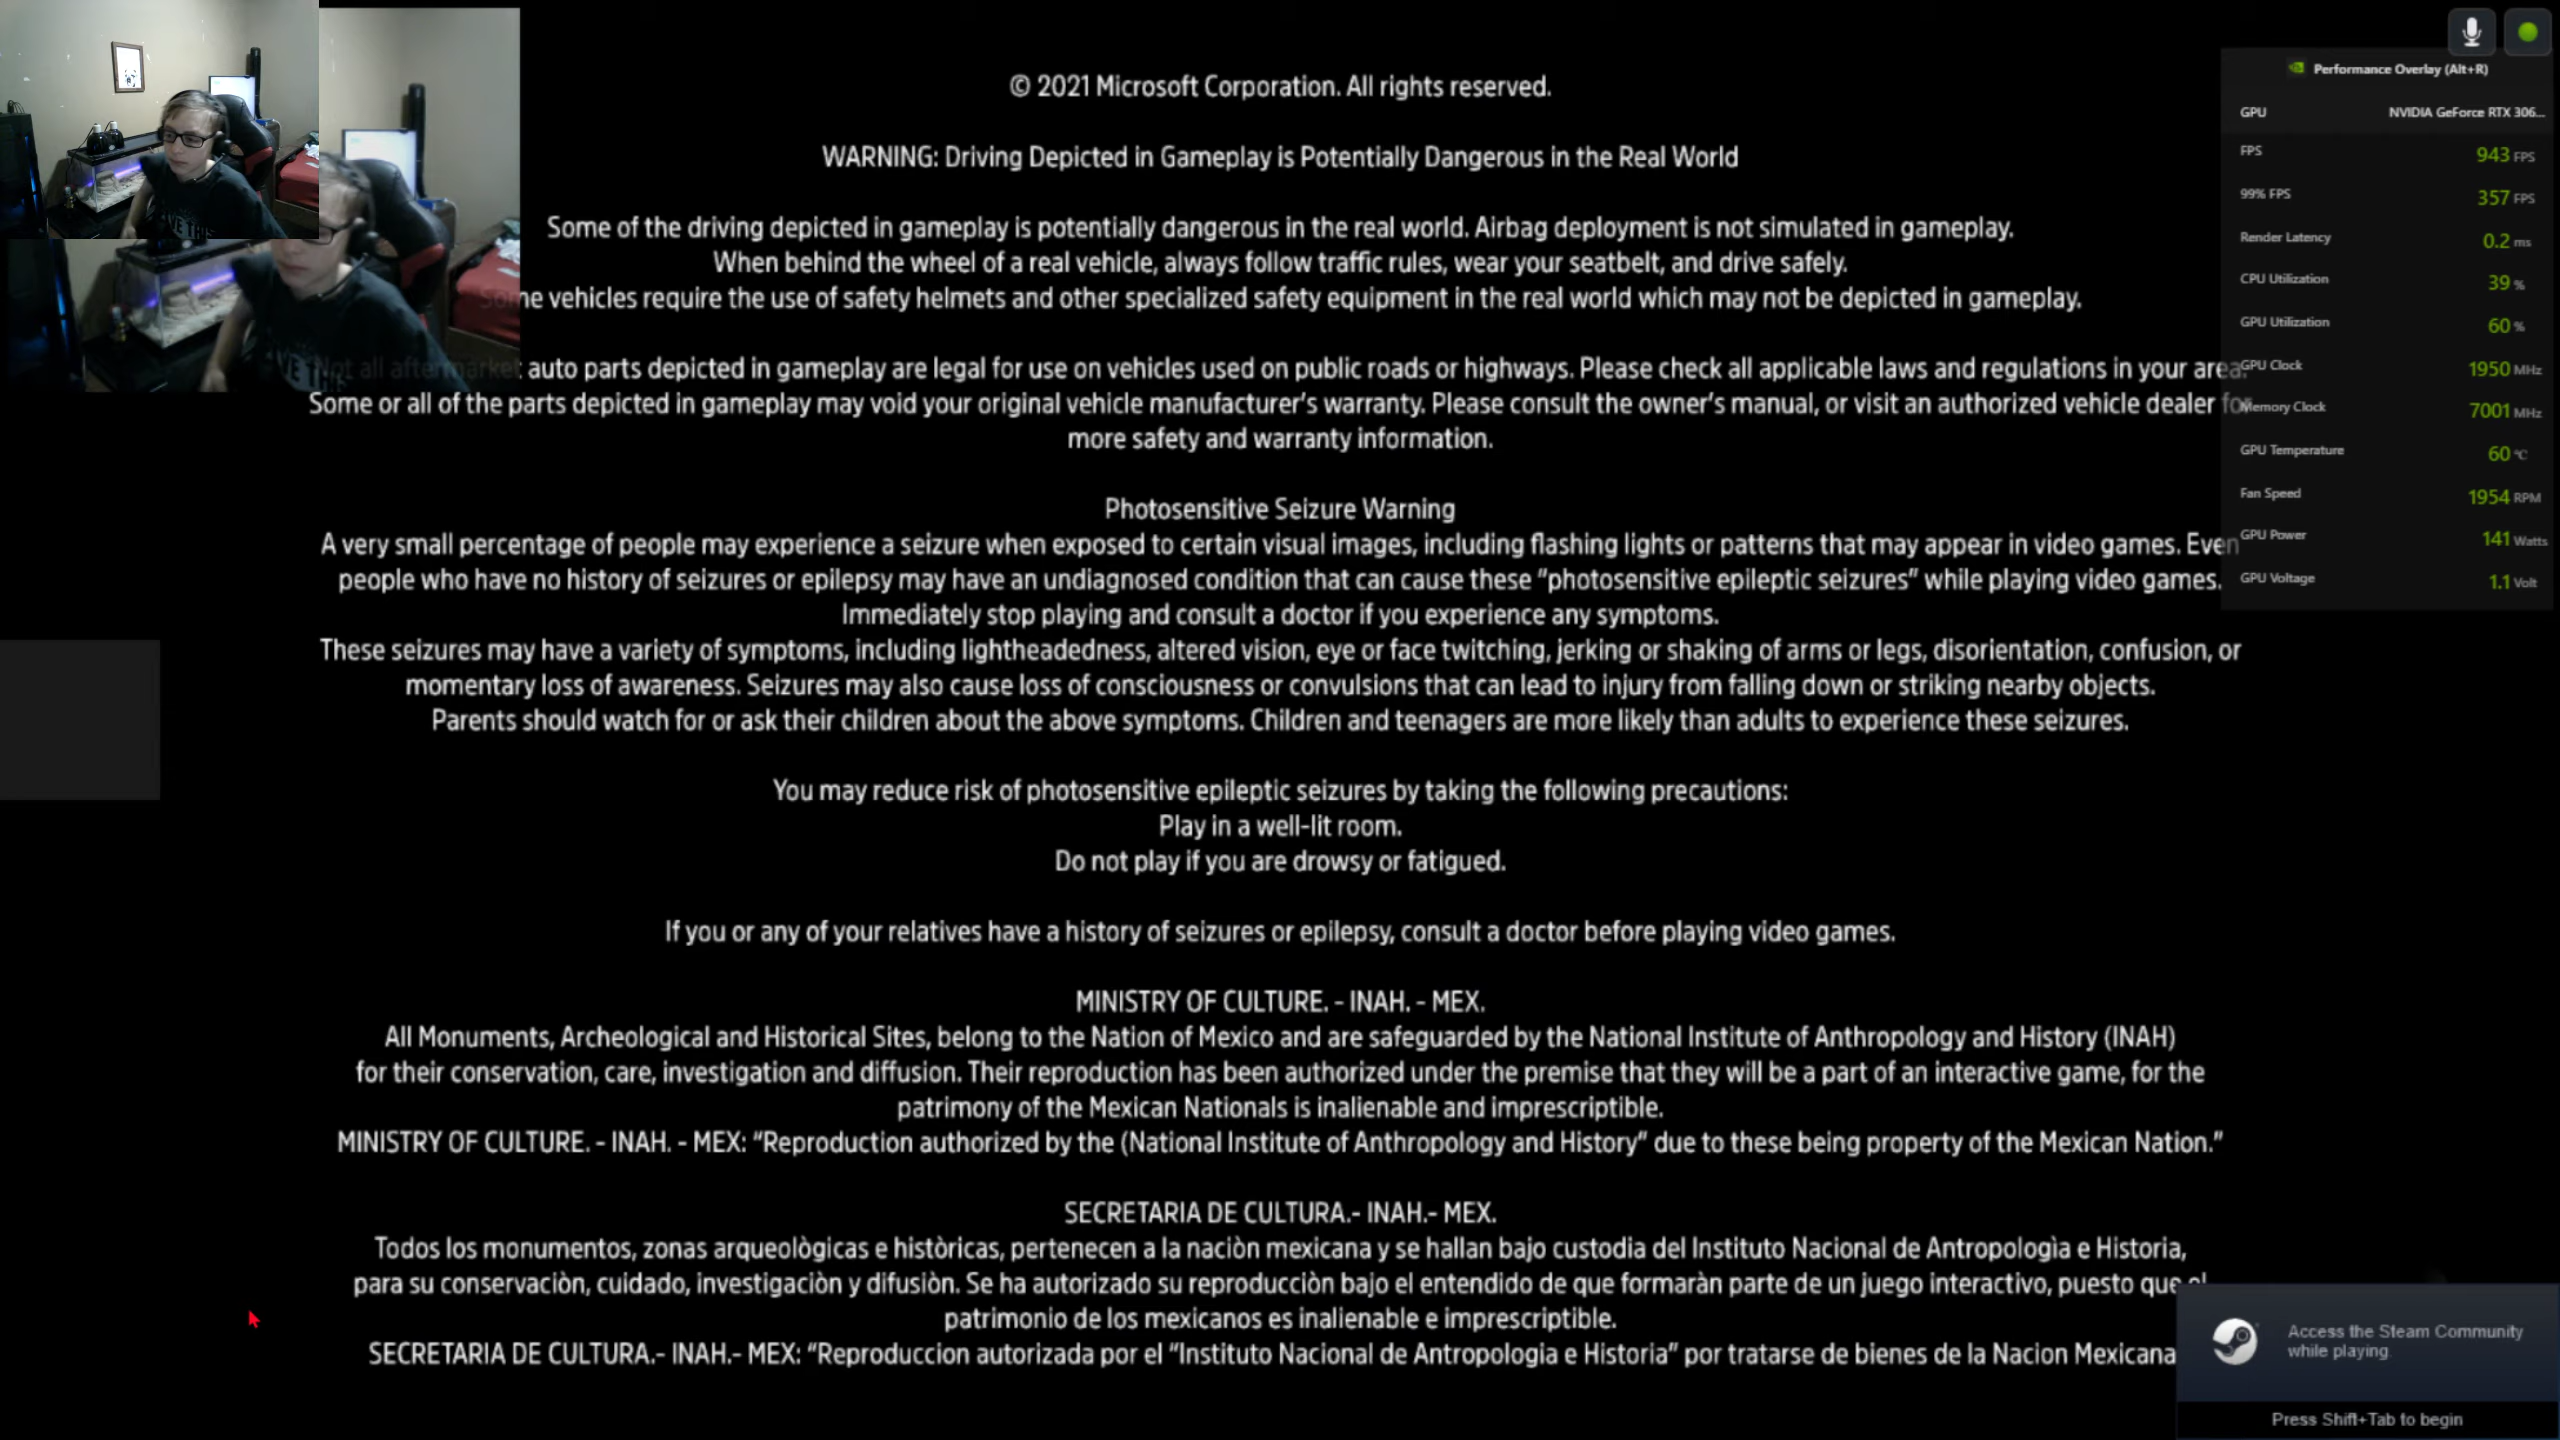 © 2021 Microsoft Corporation. All rights reserved.
WARNING: Driving Depicted in Gameplay is Potentially Dangerous in the Real World
Some of the driving depicted in gameplay is potentially dangerous in the real world. Airbag deployment is not simulated in gameplay.
When behind the wheel of a real vehicle, always follow traffic rules, wear your seatbelt, and drive safely.
Some vehicles require the use of safety helmets and other specialized safety equipment in the real world which may not be depicted in gameplay.
Not all aftermarket auto parts depicted in gameplay are legal for use on vehicles used on public roads or highways. Please check all applicable laws and regulations in your area.
Some or all of the parts depicted in gameplay may void your original vehicle manufacturer's warranty. Please consult the owner's manual, or visit an authorized vehicle dealer for
more safety and warranty information.
Photosensitive Seizure Warning
A very small percentage of people may experience a seizure when exposed to certain visual images, including flashing lights or patterns that may appear in video games. Even
people who have no history of seizures or epilepsy may have an undiagnosed condition that can cause these “photosensitive epileptic seizures” while playing video games.
Immediately stop playing and consult a doctor if you experience any symptoms.
These seizures may have a variety of symptoms, including lightheadedness, altered vision, eye or face twitching, jerking or shaking of arms or legs, disorientation, confusion, or
momentary loss of awareness. Seizures may also cause loss of consciousness or convulsions that can lead to injury from falling down or striking nearby objects.
Parents should watch for or ask their children about the above symptoms. Children and teenagers are more likely than adults to experience these seizures.
You may reduce risk of photosensitive epileptic seizures by taking the following precautions:
Play in a well-lit room.
Do not play if you are drowsy or fatigued.
If you or any of your relatives have a history of seizures or epilepsy, consult a doctor before playing video games.
MINISTRY OF CULTURE. - INAH. - MEX.
All Monuments, Archeological and Historical Sites, belong to the Nation of Mexico and are safeguarded by the National Institute of Anthropology and History (INAH)
for their conservation, care, investigation and diffusion. Their reproduction has been authorized under the premise that they will be a part of an interactive game, for the
patrimony of the Mexican Nationals is inalienable and imprescriptible.
MINISTRY OF CULTURE. - INAH. - MEX: “Reproduction authorized by the (National Institute of Anthropology and History” due to these being property of the Mexican Nation.”
SECRETARIA DE CULTURA.- INAH.- MEX.
Todos los monumentos, zonas arqueològicas e històricas, pertenecen a la naciòn mexicana y se hallan bajo custodia del Instituto Nacional de Antropologìa e Historia,
para su conservaciòn, cuidado, investigaciòn y difusiòn. Se ha autorizado su reproducciòn bajo el entendido de que formaràn parte de un juego interactivo, puesto que el
patrimonio de los mexicanos es inalienable e imprescriptible.
SECRETARIA DE CULTURA.- INAH.- MEX: “Reproduccion autorizada por el “Instituto Nacional de Antropologia e Historia” por tratarse de bienes de la Nacion Mexicana
Performance Overlay (Alt+R)
GPU NVIDIA GeForce RTX 306...
FPS 943 FPS
99% FPS 357 FPS
Render Latency 0.2 ms
CPU Utilization 39 %
GPU Utilization 60 %
GPU Clock 1950 MHz
Memory Clock 7001 MHz
GPU Temperature 60 °C
Fan Speed 1954 RPM
GPU Power 141 Watts
GPU Voltage 1.1 Volt
Access the Steam Community
while playing.
Press Shift+Tab to begin